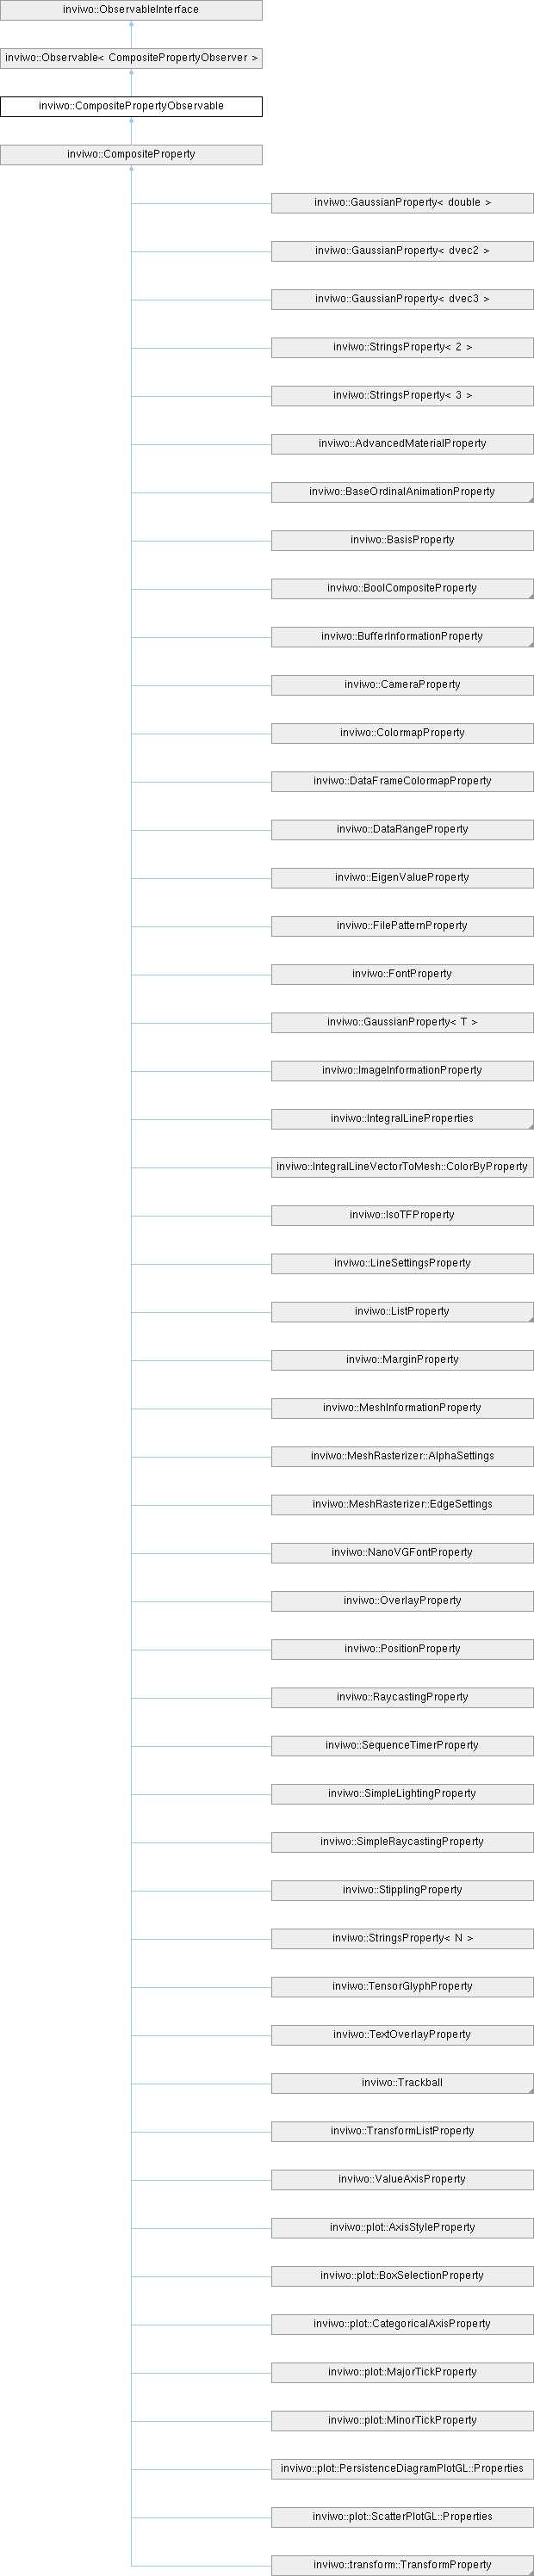 inviwo::ObservableInterface
inviwo::Observable< CompositePropertyObserver >
inviwo::CompositePropertyObservable
inviwo::CompositeProperty
inviwo::GaussianProperty< double >
inviwo::GaussianProperty< dvec2 >
inviwo::GaussianProperty< dvec3 >
inviwo::StringsProperty< 2 >
inviwo::StringsProperty< 3 >
inviwo::AdvancedMaterialProperty
inviwo::BaseOrdinalAnimationProperty
inviwo::BasisProperty
inviwo::BoolCompositeProperty
inviwo::BufferInformationProperty
inviwo::CameraProperty
inviwo::ColormapProperty
inviwo::DataFrameColormapProperty
inviwo::DataRangeProperty
inviwo::EigenValueProperty
inviwo::FilePatternProperty
inviwo::FontProperty
inviwo::GaussianProperty< T >
inviwo::ImageInformationProperty
inviwo::IntegralLineProperties
inviwo::IntegralLineVectorToMesh::ColorByProperty
inviwo::IsoTFProperty
inviwo::LineSettingsProperty
inviwo::ListProperty
inviwo::MarginProperty
inviwo::MeshInformationProperty
inviwo::MeshRasterizer::AlphaSettings
inviwo::MeshRasterizer::EdgeSettings
inviwo::NanoVGFontProperty
inviwo::OverlayProperty
inviwo::PositionProperty
inviwo::RaycastingProperty
inviwo::SequenceTimerProperty
inviwo::SimpleLightingProperty
inviwo::SimpleRaycastingProperty
inviwo::StipplingProperty
inviwo::StringsProperty< N >
inviwo::TensorGlyphProperty
inviwo::TextOverlayProperty
inviwo::Trackball
inviwo::TransformListProperty
inviwo::ValueAxisProperty
inviwo::plot::AxisStyleProperty
inviwo::plot::BoxSelectionProperty
inviwo::plot::CategoricalAxisProperty
inviwo::plot::MajorTickProperty
inviwo::plot::MinorTickProperty
inviwo::plot::PersistenceDiagramPlotGL::Properties
inviwo::plot::ScatterPlotGL::Properties
inviwo::transform::TransformProperty